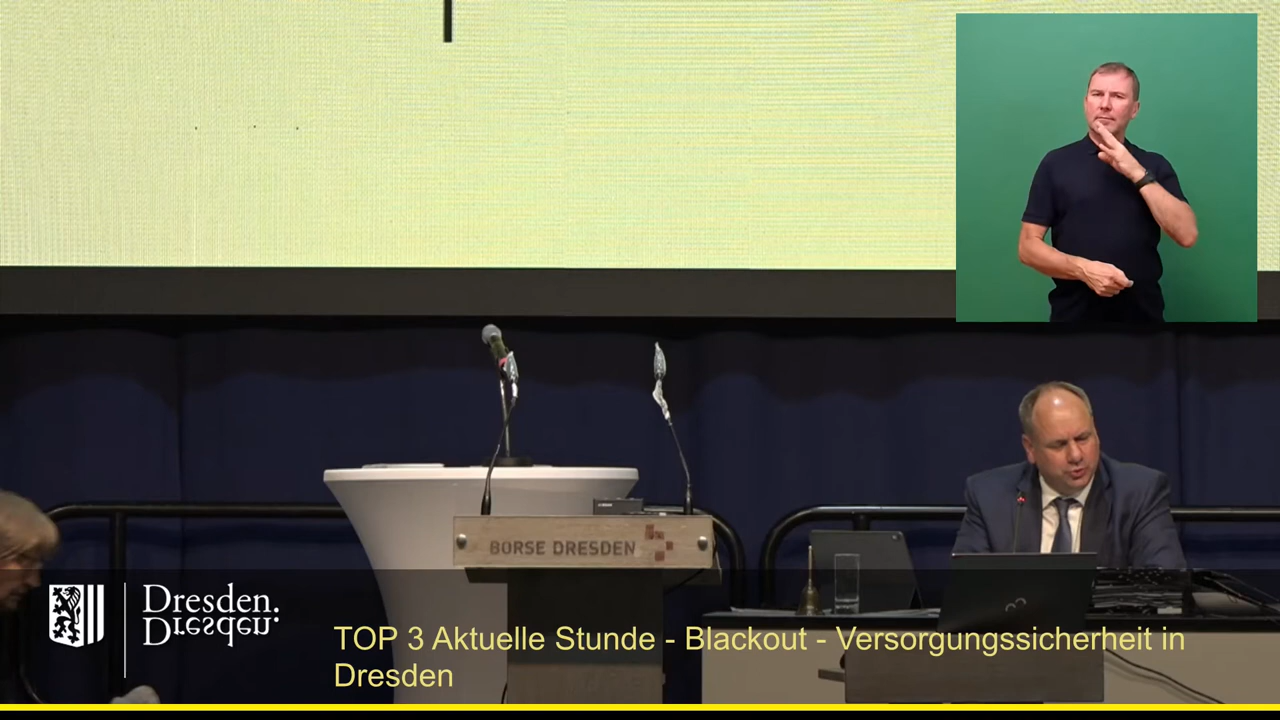 BÖRSE DRESDEN
Dresden.
Dresden.
TOP 3 Aktuelle Stunde - Blackout - Versorgungssicherheit in
Dresden